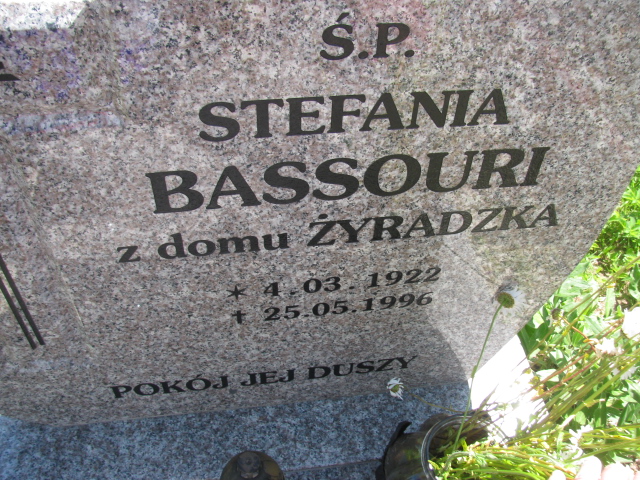 Ś.P.
STEFANIA
BASSOURI
z domu ŻYRADZKA
* 4.03.1922
† 25.05.1996
POKÓJ JEJ DUSZY